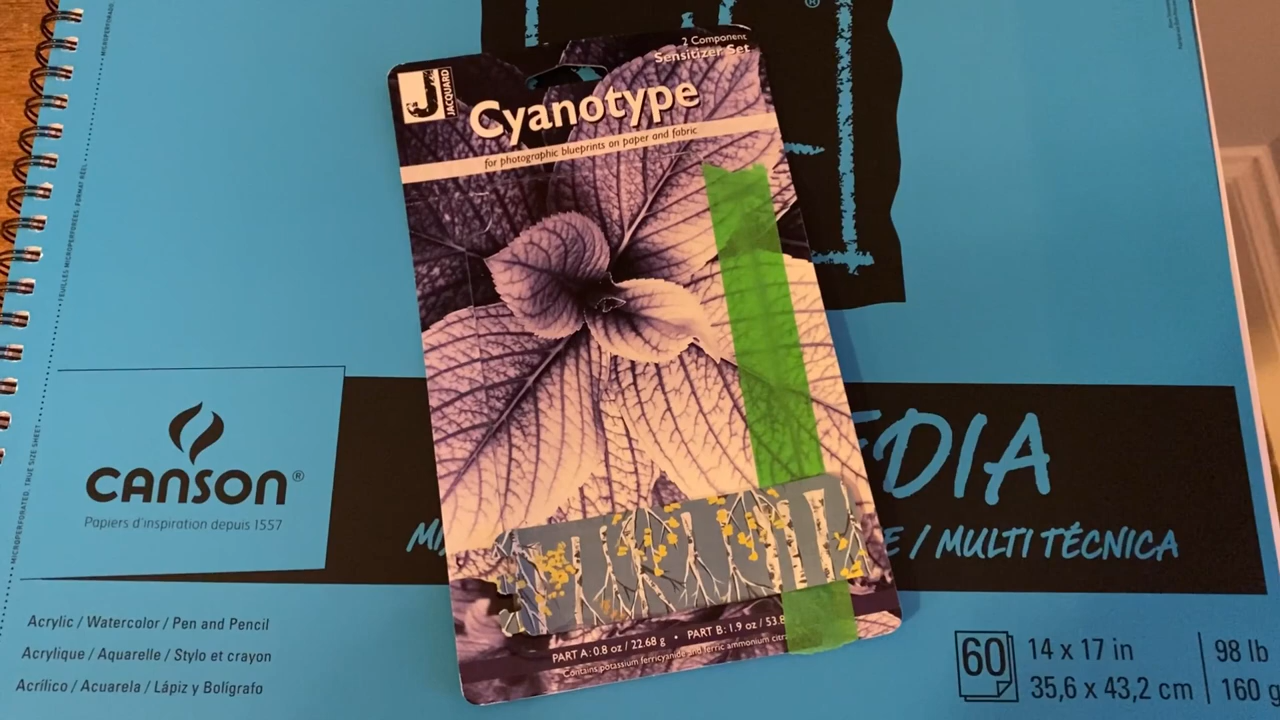 2 Component
Sensitizer Set
JACQUARD
Cyanotype
for photographic blueprints on paper and fabric
CANSON®
Papiers d'inspiration depuis 1557
EDIA
E / MULTI TÉCNICA
PART A: 0.8 oz / 22.68 g • PART B: 1.9 oz / 53.8
Contains potassium ferricyanide and ferric ammonium citra
Acrylic / Watercolor / Pen and Pencil
Acrylique / Aquarelle / Stylo et crayon
Acrílico / Acuarela / Lápiz y Bolígrafo
60
14 x 17 in
35,6 x 43,2 cm
98 lb
160 g